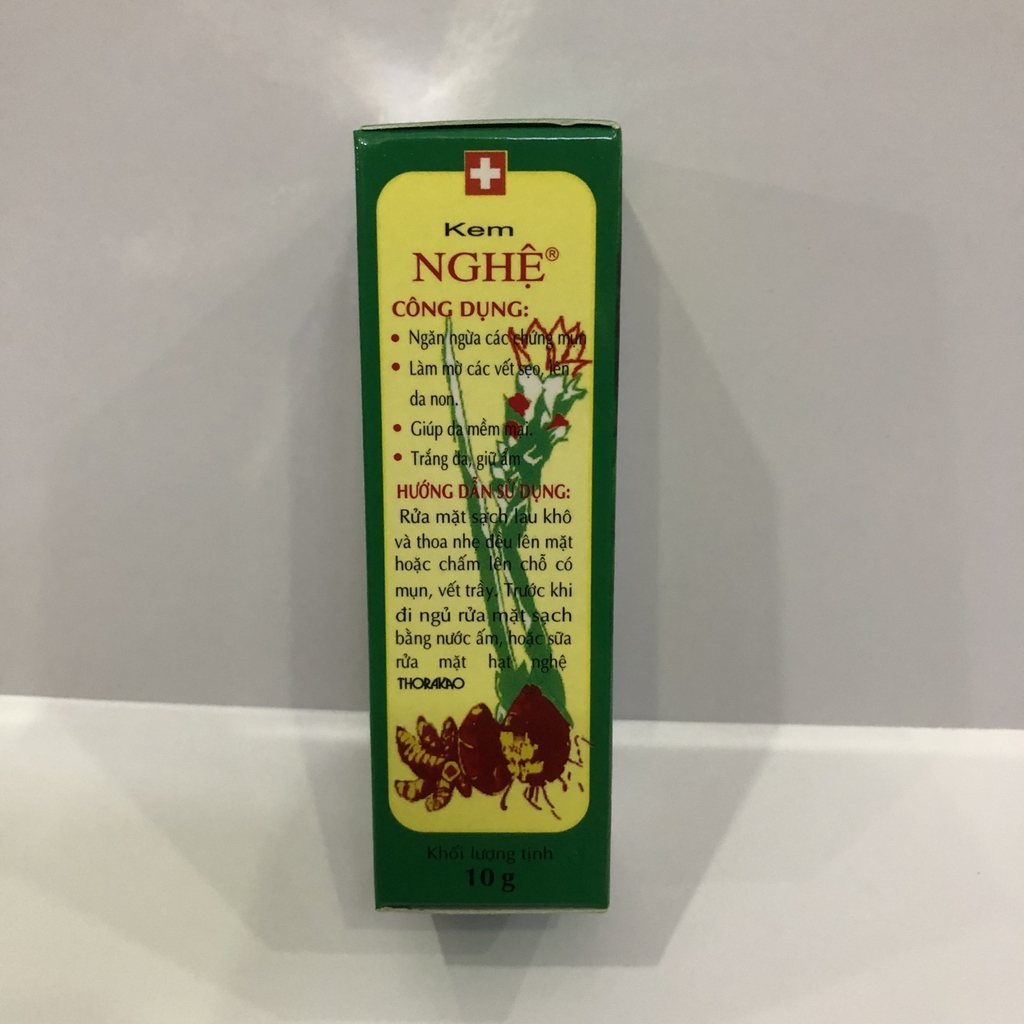 Kem
NGHỆ®
CÔNG DỤNG:
• Ngăn ngừa các chứng mụn
• Làm mờ các vết sẹo, lên
da non.
• Giúp da mềm mại.
• Trắng da, giữ ẩm
HƯỚNG DẪN SỬ DỤNG:
Rửa mặt sạch lau khô
và thoa nhẹ đều lên mặt
hoặc chấm lên chỗ có
mụn, vết trầy. Trước khi
đi ngủ rửa mặt sạch
bằng nước ấm, hoặc sữa
rửa mặt hạt nghệ
THORAKAO
Khối lượng tịnh
10 g